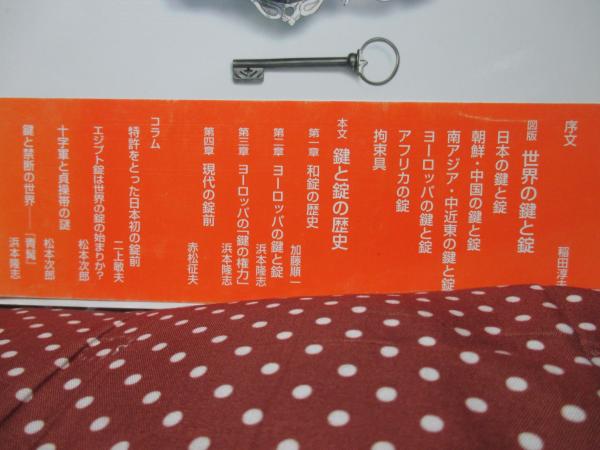 序文 稲田淳
図版 世界の鍵と錠
日本の鍵と錠
朝鮮・中国の鍵と錠
南アジア・中近東の鍵と錠
ヨーロッパの鍵と錠
アフリカの錠
拘束具
本文 鍵と錠の歴史
第一章 和錠の歴史 加藤順一
第二章 ヨーロッパの鍵と錠 浜本隆志
第三章 ヨーロッパの「鍵の権力」 浜本隆志
第四章 現代の錠前 赤松征夫
コラム
特許をとった日本初の錠前 二上敏夫
エジプト錠は世界の錠の始まりか? 松本次郎
十字軍と貞操帯の謎 松本次郎
鍵と禁断の世界――「青髯」 浜本隆志